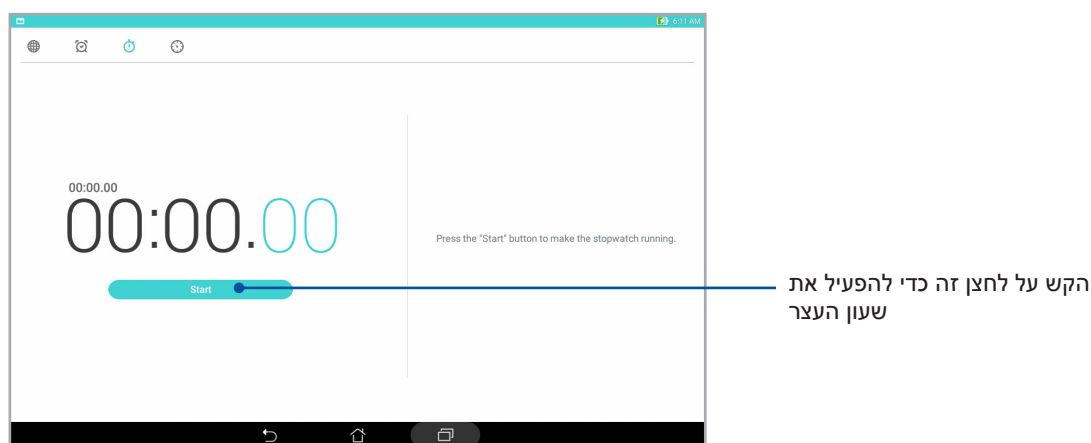 6:11 AM
00:00.00
00:00.00
Press the "Start" button to make the stopwatch running.
Start
הקש על לחצן זה כדי להפעיל את
שעון העצר